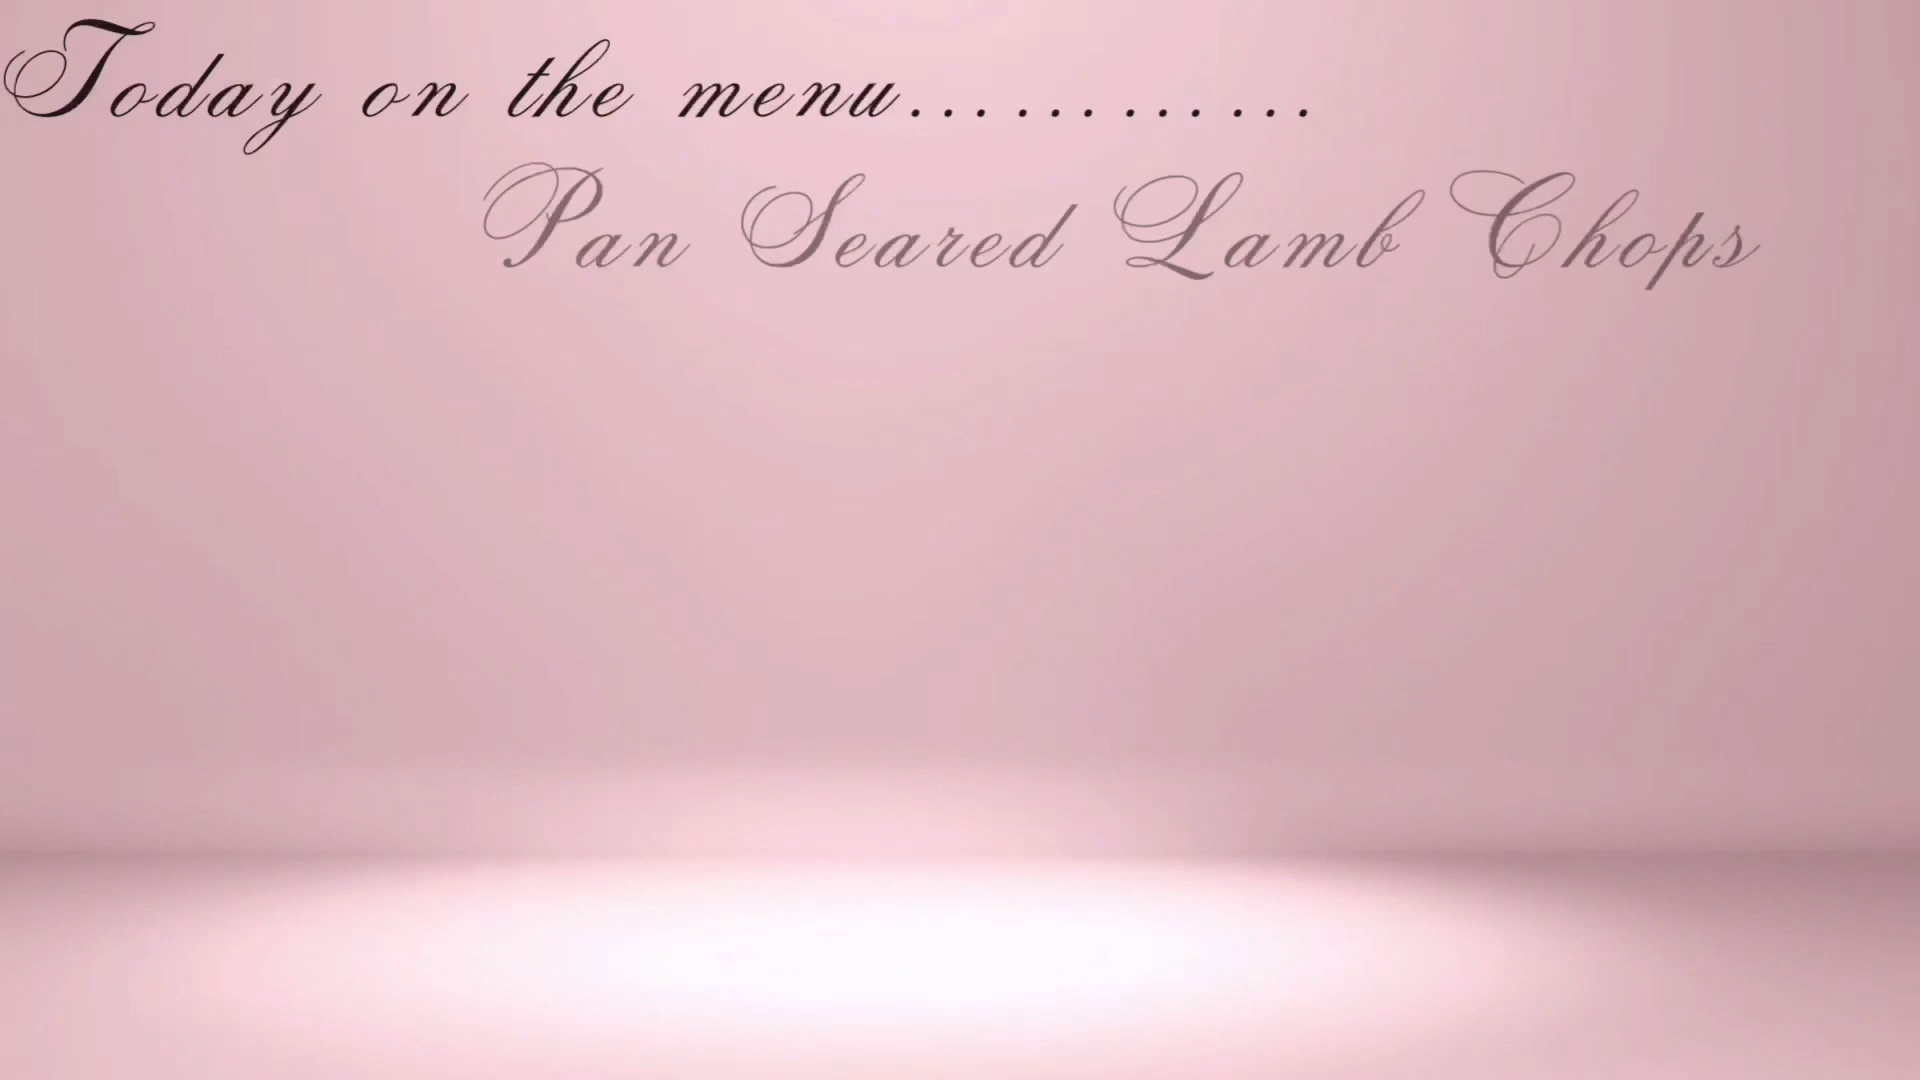 Today on the menu............
Pan Seared Lamb Chops